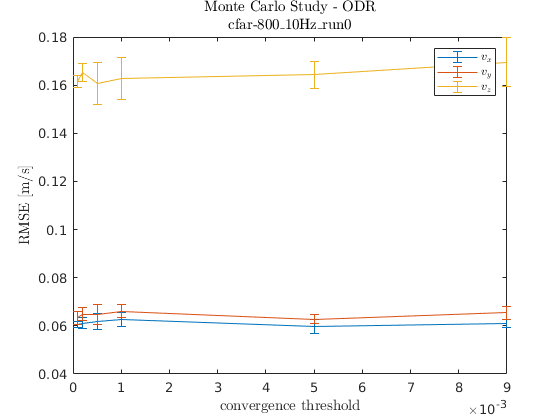 Monte Carlo Study - ODR
cfar-800_10Hz_run0
0.18
0.16
0.14
0.12
0.1
0.08
0.06
0.04
RMSE [m/s]
v_x
v_y
v_z
0 1 2 3 4 5 6 7 8 9
×10^-3
convergence threshold